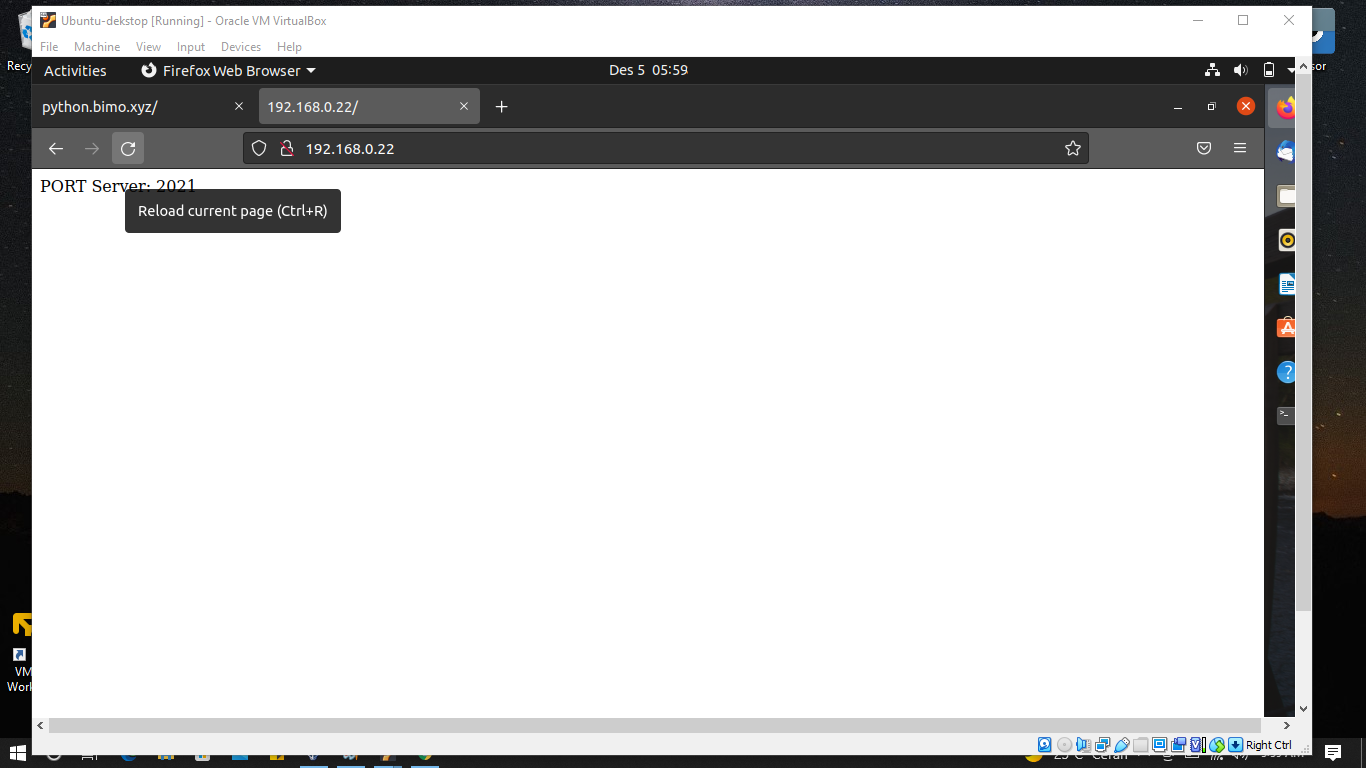 Ubuntu-dekstop [Running] - Oracle VM VirtualBox
File Machine View Input Devices Help
Activities Firefox Web Browser Des 5 05:59
python.bimo.xyz/ 192.168.0.22/
192.168.0.22
PORT Server: 2021
Reload current page (Ctrl+R)
Recy
sor
VM
Work
Right Ctrl